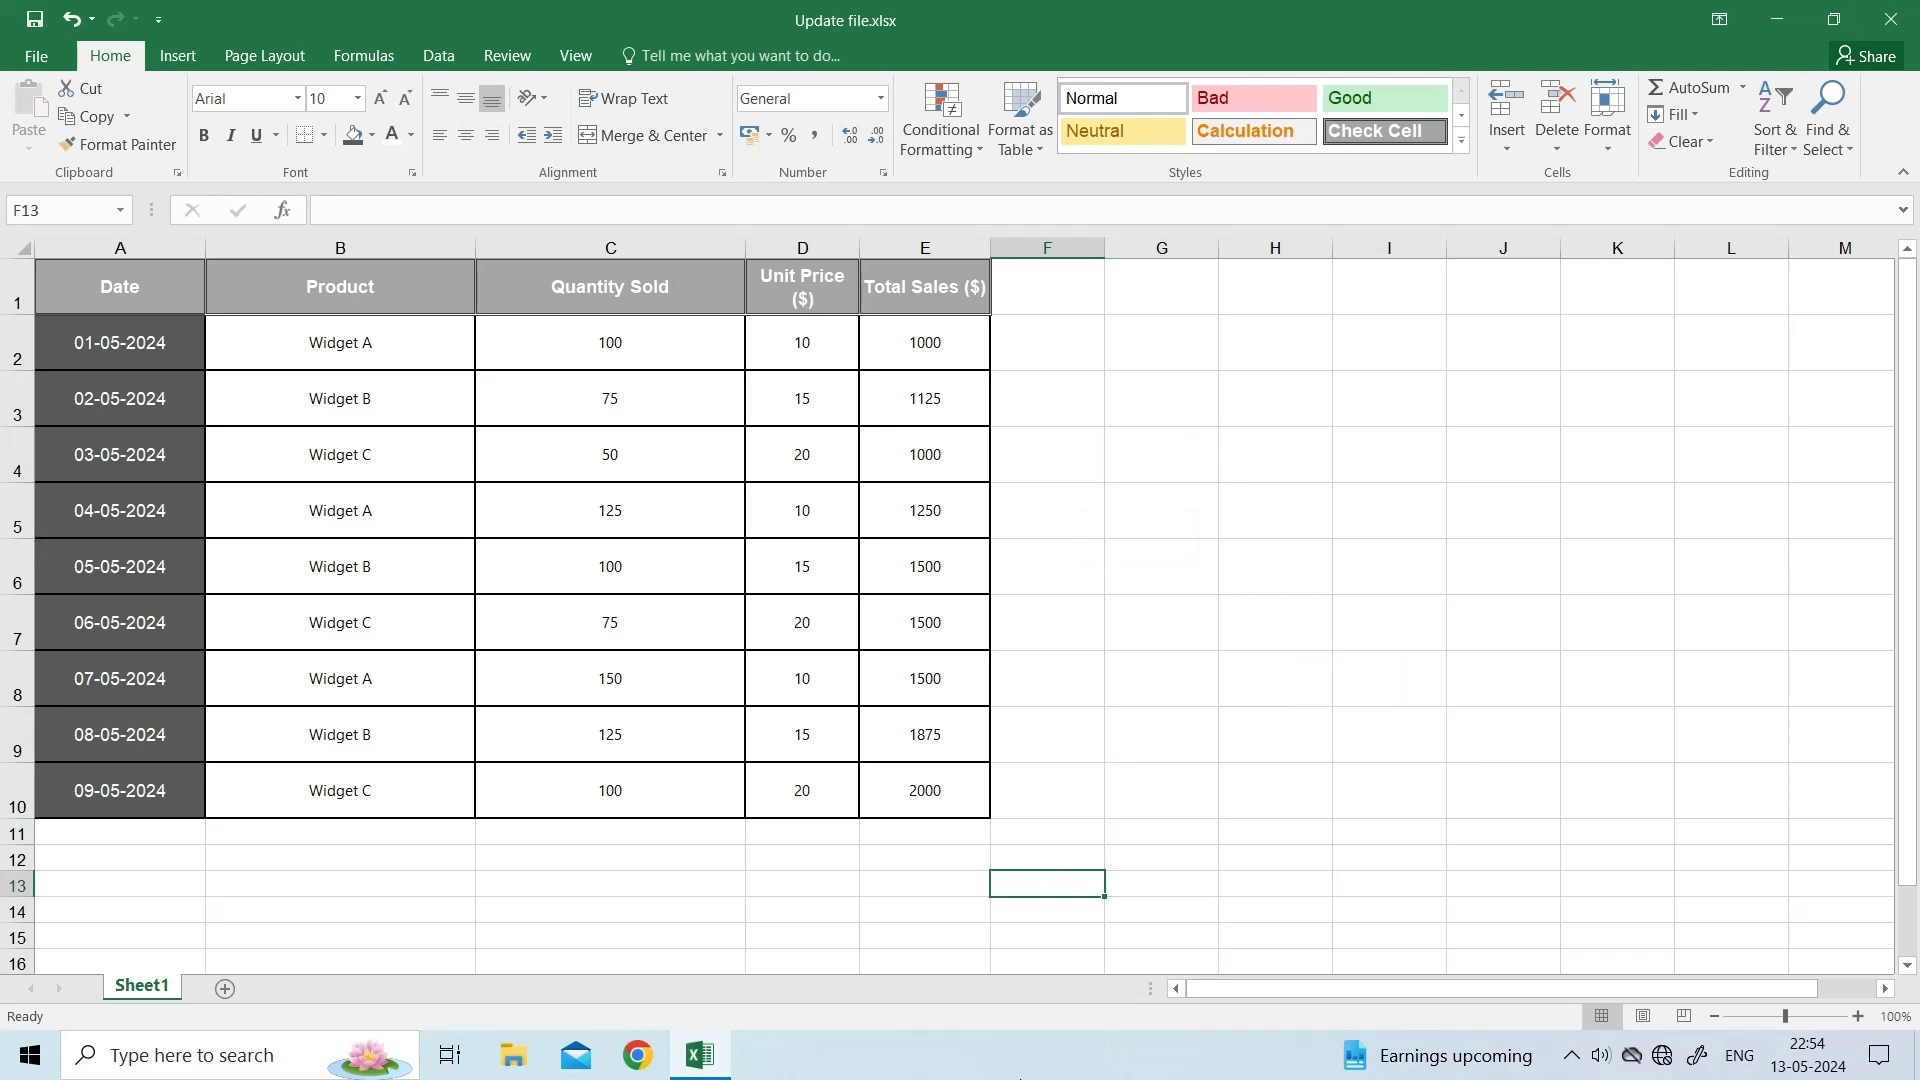 Update file.xlsx
File Home Insert Page Layout Formulas Data Review View Tell me what you want to do... Share
Paste Cut Copy Format Painter Clipboard
Arial 10 A A B I U A Font
Wrap Text Merge & Center Alignment
General % , .00 Number
Conditional Formatting Format as Table
Normal Bad Good
Neutral Calculation Check Cell
Styles
Insert Delete Format Cells
AutoSum Fill Clear Sort & Filter Find & Select Editing
F13 fx
A B C D E F G H I J K L M
1 Date Product Quantity Sold Unit Price ($) Total Sales ($)
2 01-05-2024 Widget A 100 10 1000
3 02-05-2024 Widget B 75 15 1125
4 03-05-2024 Widget C 50 20 1000
5 04-05-2024 Widget A 125 10 1250
6 05-05-2024 Widget B 100 15 1500
7 06-05-2024 Widget C 75 20 1500
8 07-05-2024 Widget A 150 10 1500
9 08-05-2024 Widget B 125 15 1875
10 09-05-2024 Widget C 100 20 2000
11
12
13
14
15
16
Sheet1
Ready 100%
Type here to search Earnings upcoming ENG 22:54
13-05-2024